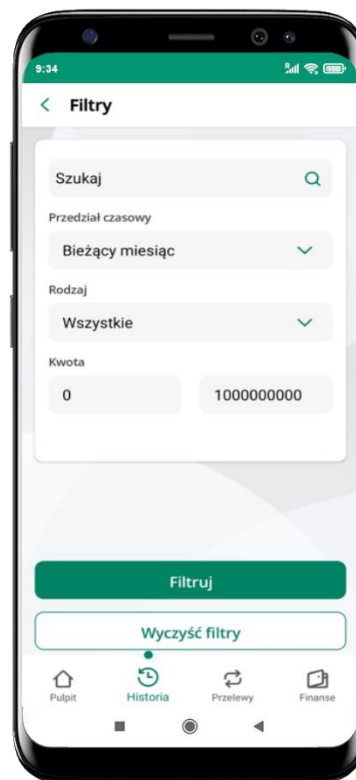 9:34
Filtry
Szukaj
Przedział czasowy
Bieżący miesiąc
Rodzaj
Wszystkie
Kwota
0 1000000000
Filtruj
Wyczyść filtry
Pulpit Historia Przelewy Finanse